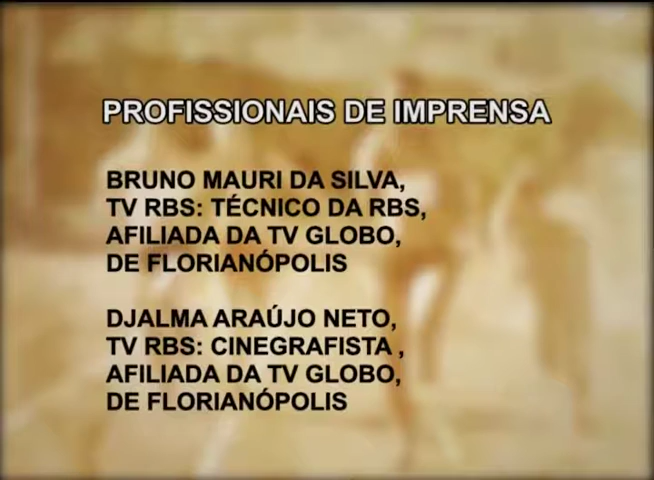 PROFISSIONAIS DE IMPRENSA
BRUNO MAURI DA SILVA,
TV RBS: TÉCNICO DA RBS,
AFILIADA DA TV GLOBO,
DE FLORIANÓPOLIS
DJALMA ARAÚJO NETO,
TV RBS: CINEGRAFISTA ,
AFILIADA DA TV GLOBO,
DE FLORIANÓPOLIS